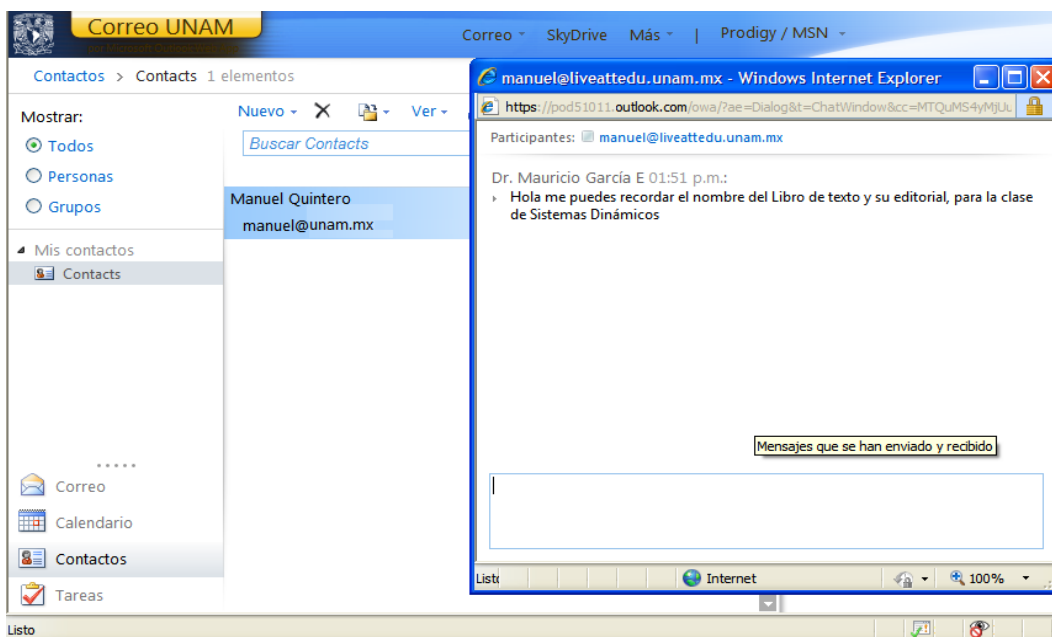 Correo UNAM
por Microsoft Outlook
Correo SkyDrive Más | Prodigy / MSN
Contactos > Contacts 1 elementos
Mostrar:
Todos
Personas
Grupos
Mis contactos
Contacts
Nuevo Ver
Buscar Contacts
Manuel Quintero
manuel@unam.mx
Correo
Calendario
Contactos
Tareas
Listo
manuel@liveattedu.unam.mx - Windows Internet Explorer
https://pod51011.outlook.com/owa/?ae=Dialog&t=ChatWindow&cc=MTQuMS4yMjUu
Participantes: manuel@liveattedu.unam.mx
Dr. Mauricio García E 01:51 p.m.:
Hola me puedes recordar el nombre del Libro de texto y su editorial, para la clase
de Sistemas Dinámicos
Mensajes que se han enviado y recibido
Listo Internet 100%